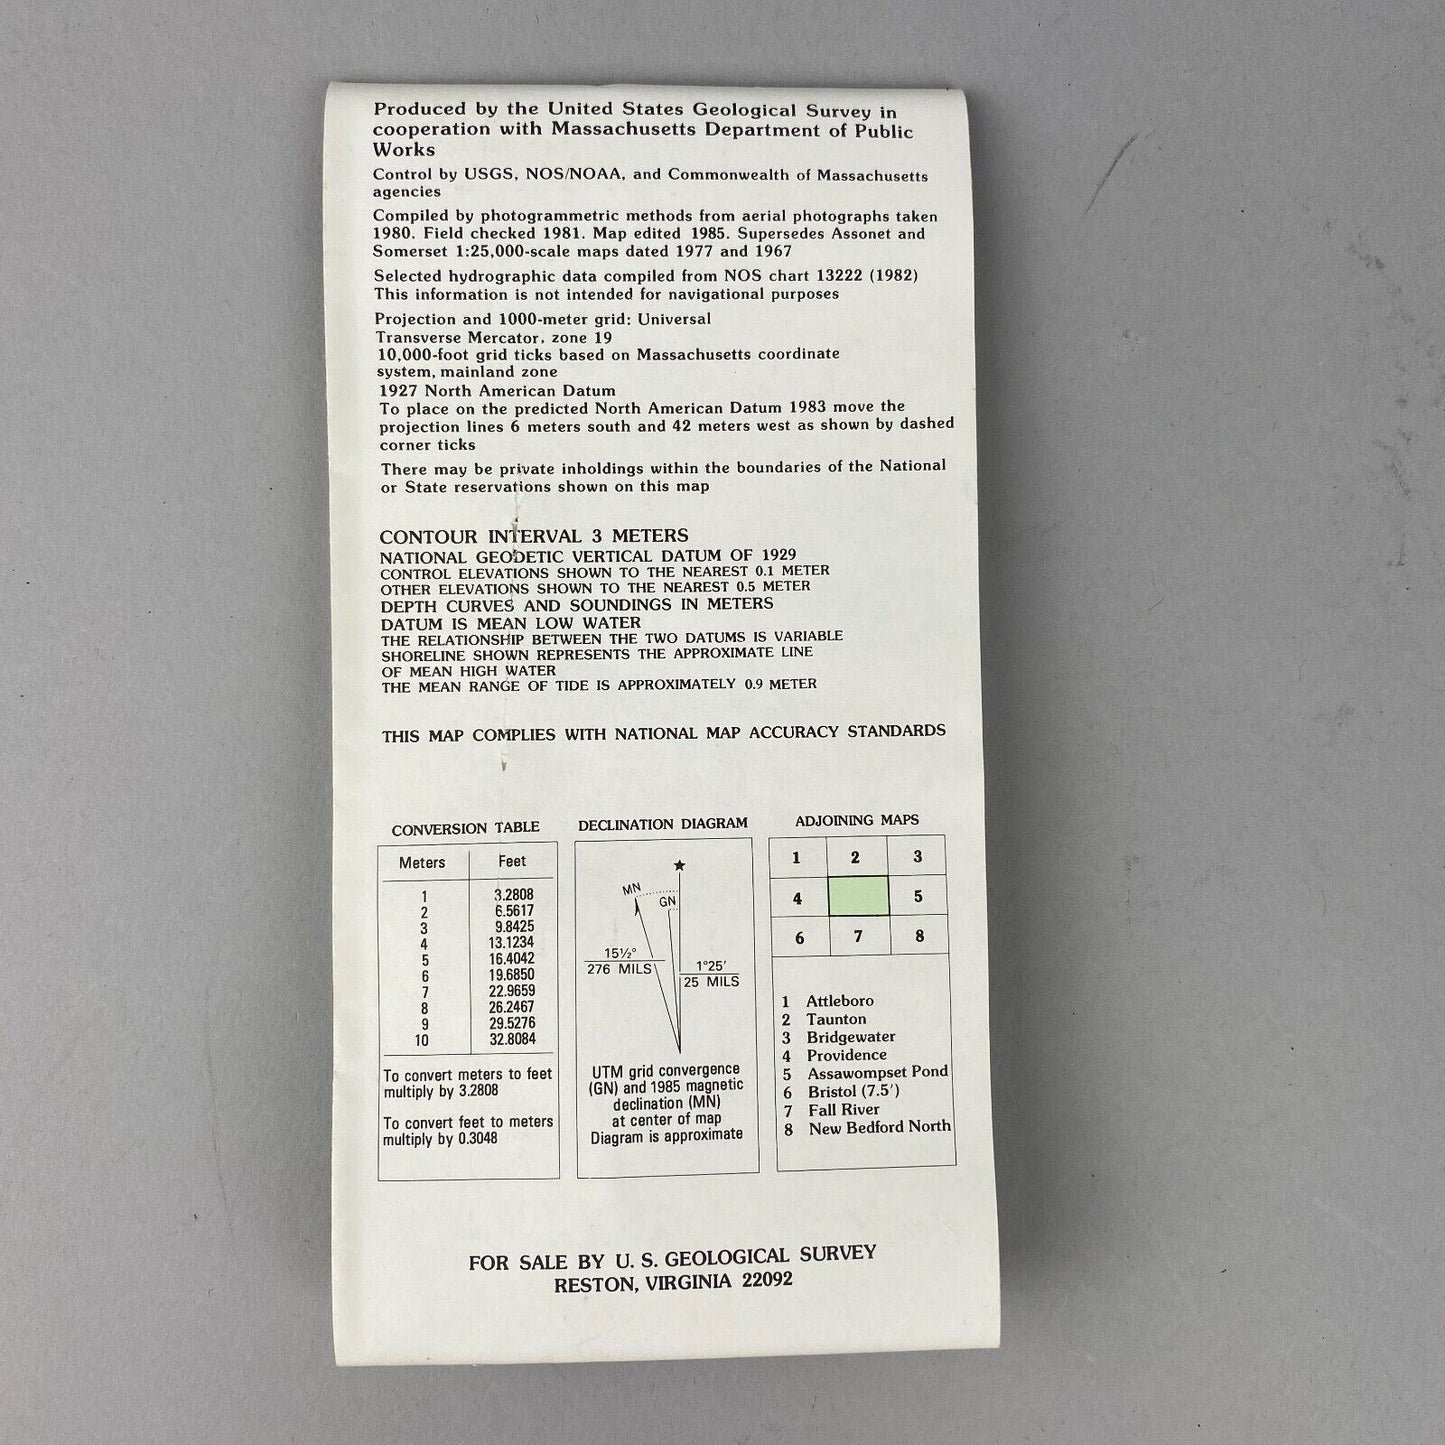 Produced by the United States Geological Survey in
cooperation with Massachusetts Department of Public
Works
Control by USGS, NOS/NOAA, and Commonwealth of Massachusetts
agencies
Compiled by photogrammetric methods from aerial photographs taken
1980. Field checked 1981. Map edited 1985. Supersedes Assonet and
Somerset 1:25,000-scale maps dated 1977 and 1967
Selected hydrographic data compiled from NOS chart 13222 (1982)
This information is not intended for navigational purposes
Projection and 1000-meter grid: Universal
Transverse Mercator, zone 19
10,000-foot grid ticks based on Massachusetts coordinate
system, mainland zone
1927 North American Datum
To place on the predicted North American Datum 1983 move the
projection lines 6 meters south and 42 meters west as shown by dashed
corner ticks
There may be private inholdings within the boundaries of the National
or State reservations shown on this map
CONTOUR INTERVAL 3 METERS
NATIONAL GEODETIC VERTICAL DATUM OF 1929
CONTROL ELEVATIONS SHOWN TO THE NEAREST 0.1 METER
OTHER ELEVATIONS SHOWN TO THE NEAREST 0.5 METER
DEPTH CURVES AND SOUNDINGS IN METERS
DATUM IS MEAN LOW WATER
THE RELATIONSHIP BETWEEN THE TWO DATUMS IS VARIABLE
SHORELINE SHOWN REPRESENTS THE APPROXIMATE LINE
OF MEAN HIGH WATER
THE MEAN RANGE OF TIDE IS APPROXIMATELY 0.9 METER
THIS MAP COMPLIES WITH NATIONAL MAP ACCURACY STANDARDS
CONVERSION TABLE
Meters Feet
1 3.2808
2 6.5617
3 9.8425
4 13.1234
5 16.4042
6 19.6850
7 22.9659
8 26.2467
9 29.5276
10 32.8084
To convert meters to feet
multiply by 3.2808
To convert feet to meters
multiply by 0.3048
DECLINATION DIAGRAM
MN
GN
15½°
276 MILS
1°25′
25 MILS
UTM grid convergence
(GN) and 1985 magnetic
declination (MN)
at center of map
Diagram is approximate
ADJOINING MAPS
1 2 3
4 5
6 7 8
1 Attleboro
2 Taunton
3 Bridgewater
4 Providence
5 Assawompset Pond
6 Bristol (7.5′)
7 Fall River
8 New Bedford North
FOR SALE BY U. S. GEOLOGICAL SURVEY
RESTON, VIRGINIA 22092